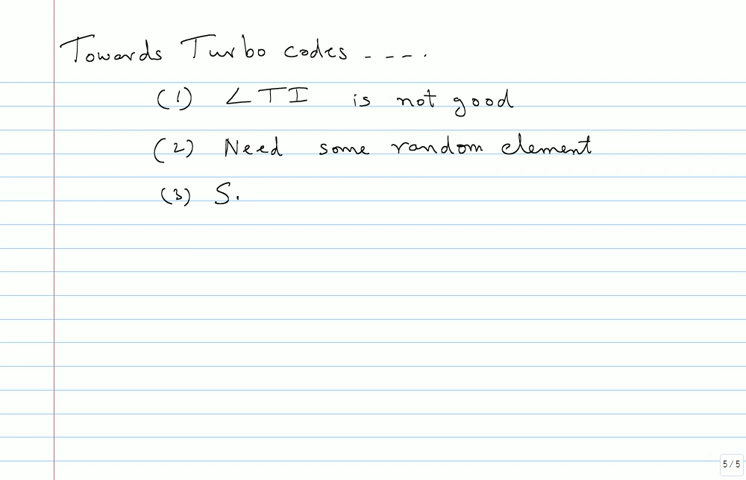 Towards Turbo codes ----.
(1) LTI is not good
(2) Need some random element
(3) S.
5/5